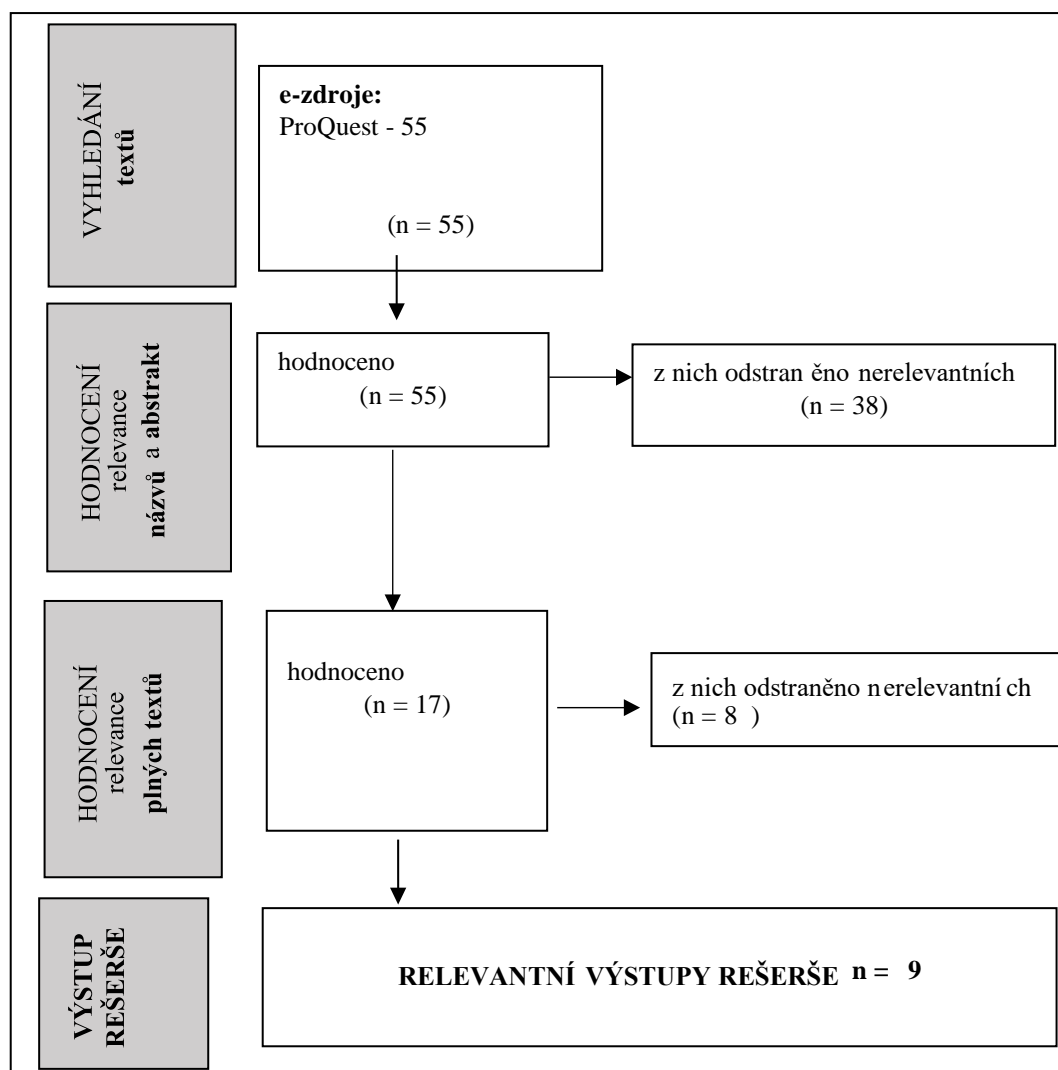 VYHLEDÁNÍ
textů
e-zdroje:
ProQuest - 55
(n = 55)
HODNOCENÍ
relevance
názvů a abstrakt
hodnoceno
(n = 55)
z nich odstran ěno nerelevantních
(n = 38)
HODNOCENÍ
relevance
plných textů
hodnoceno
(n = 17)
z nich odstraněno n erelevantní ch
(n = 8 )
VÝSTUP
REŠERŠE
RELEVANTNÍ VÝSTUPY REŠERŠE n = 9